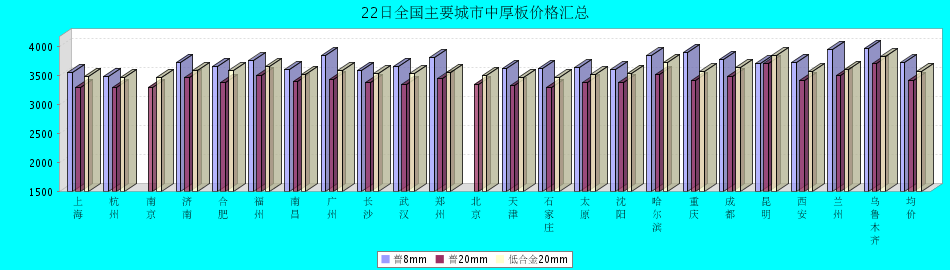 22日全国主要城市中厚板价格汇总
4000
3500
3000
2500
2000
1500
上海 杭州 南京 济南 合肥 福州 南昌 广州 长沙 武汉 郑州 北京 天津 石家庄 太原 沈阳 哈尔滨 重庆 成都 昆明 西安 兰州 乌鲁木齐 均价
普8mm 普20mm 低合金20mm